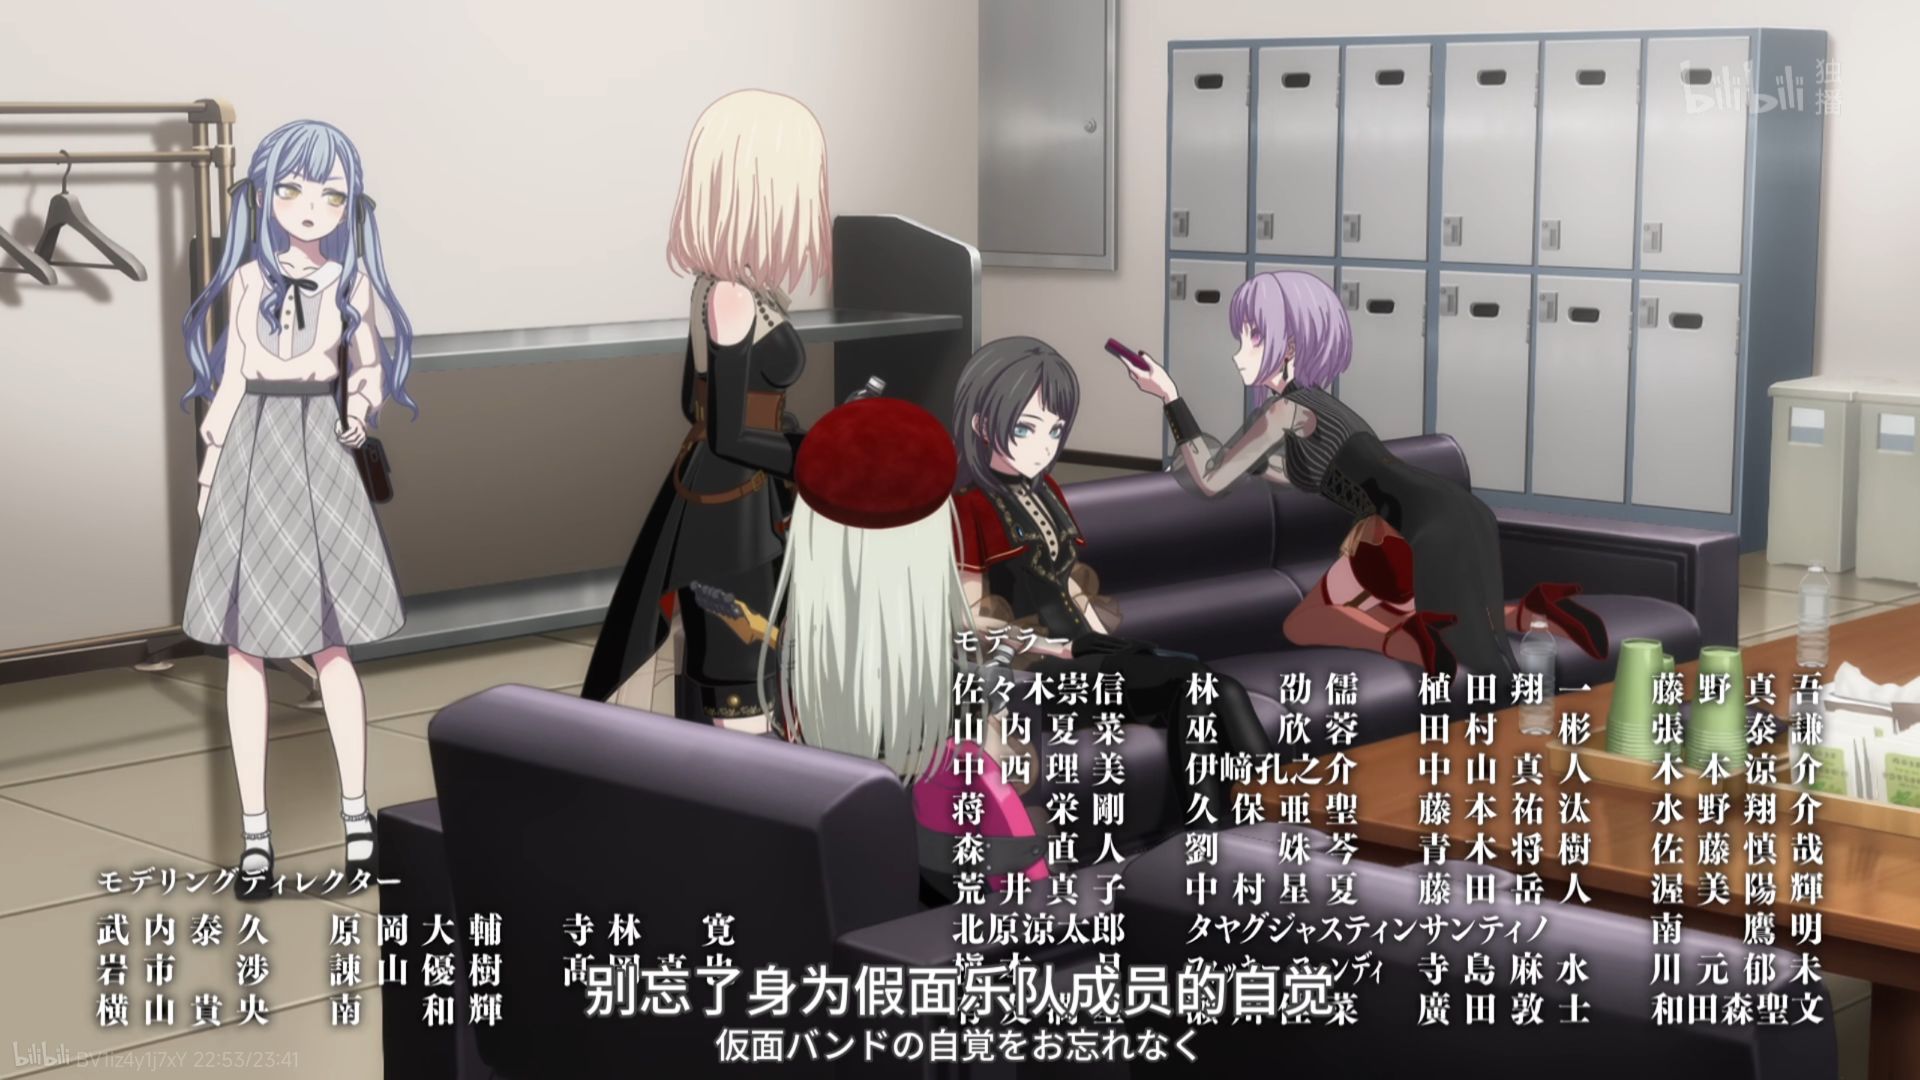 bilibili 独播
モデラー
佐々木崇信 林 劭儒 植田翔一 藤野真吾
山内夏菜 巫 欣蓉 田村 彬 張 泰謙
中西理美 伊﨑孔之介 中山真人 木本涼介
蒋 栄剛 久保亜聖 藤本祐汰 水野翔介
森 直人 劉 姝芩 青木将樹 佐藤慎哉
荒井真子 中村星夏 藤田岳人 渥美陽輝
北原涼太郎 タヤグジャスティンサンティノ 南 鷹明
寺島麻水 川元郁未
廣田敦士 和田森聖文
モデリングディレクター
武内泰久 原岡大輔 寺林 寛
岩市 渉 諌山優樹
横山貴央 南 和輝
别忘了身为假面乐队成员的自觉
仮面バンドの自覚をお忘れなく
bilibili BV1iz4y1j7xY 22:53/23:41